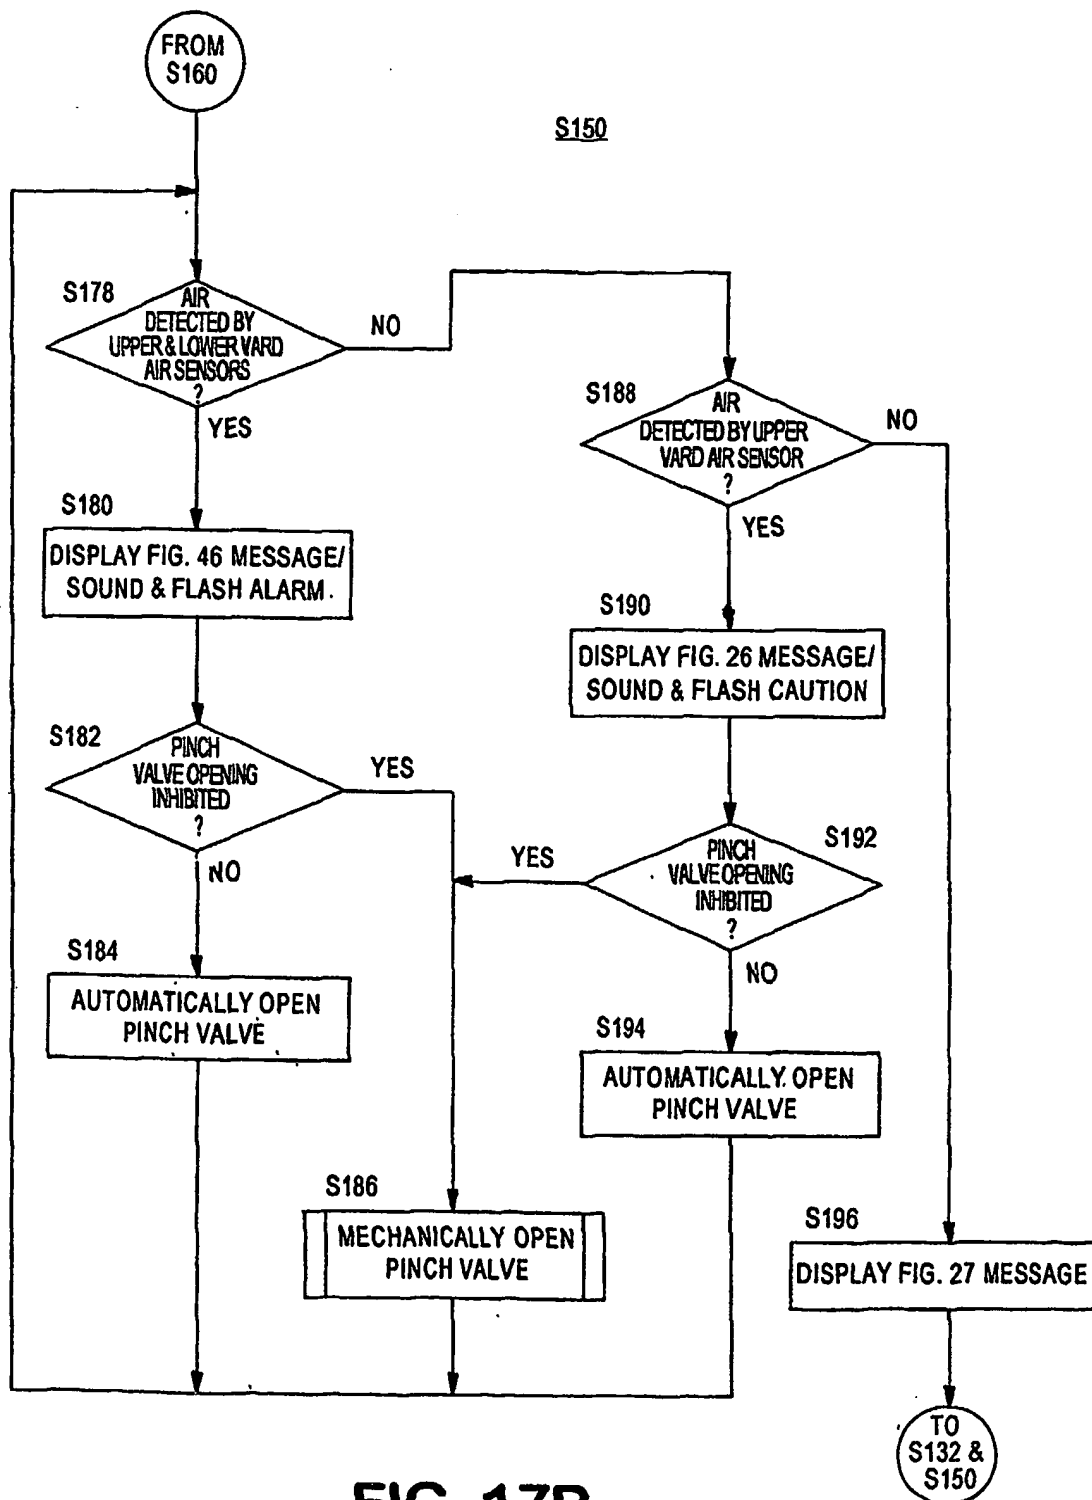 FROM
S160
S150
S178
AIR
DETECTED BY
UPPER & LOWER VARD
AIR SENSORS
?
NO
YES
S188
AIR
DETECTED BY UPPER
VARD AIR SENSOR
?
NO
YES
S180
DISPLAY FIG. 46 MESSAGE/
SOUND & FLASH ALARM
S190
DISPLAY FIG. 26 MESSAGE/
SOUND & FLASH CAUTION
S182
PINCH
VALVE OPENING
INHIBITED
?
YES
NO
S192
PINCH
VALVE OPENING
INHIBITED
?
YES
NO
S184
AUTOMATICALLY OPEN
PINCH VALVE
S194
AUTOMATICALLY OPEN
PINCH VALVE
S186
MECHANICALLY OPEN
PINCH VALVE
S196
DISPLAY FIG. 27 MESSAGE
TO
S132 &
S150